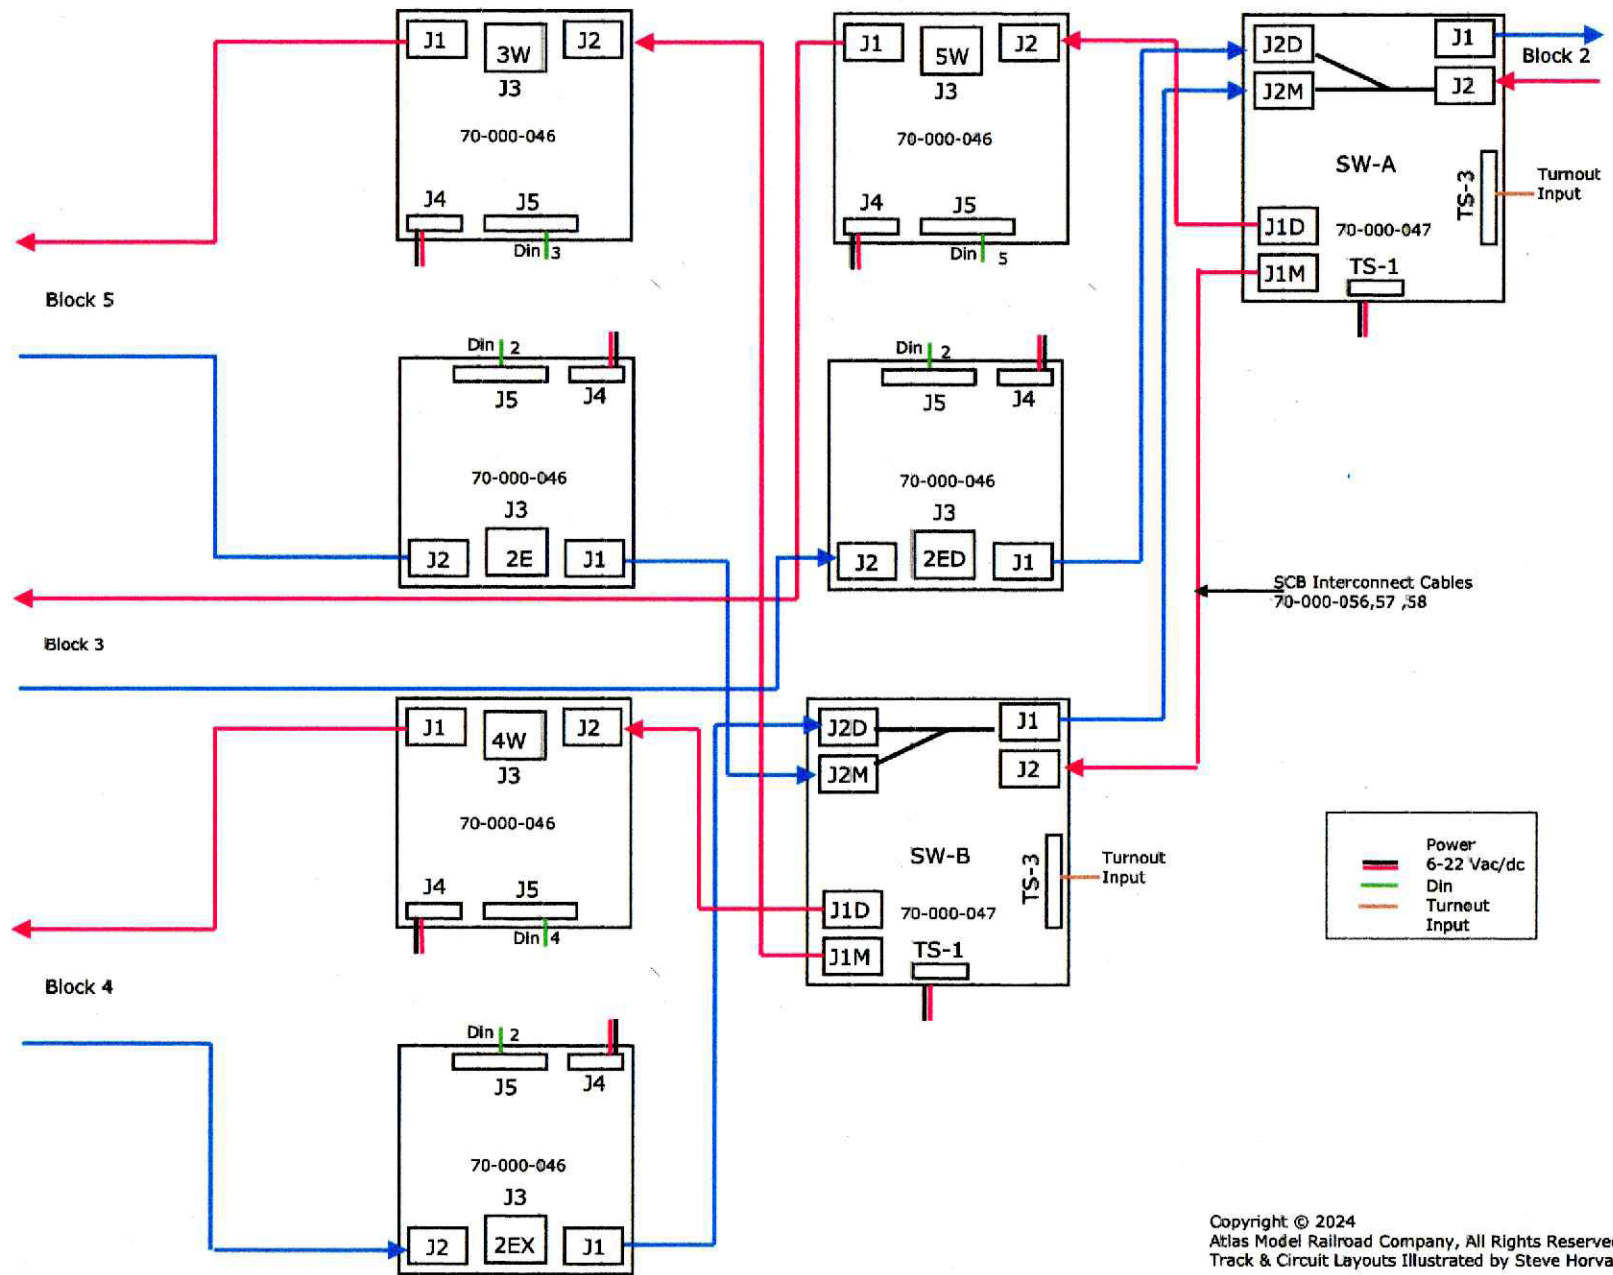 J1
3W
J2
J3
70-000-046
J4
J5
Din 3
J1
5W
J2
J3
70-000-046
J4
J5
Din 5
J2D
J1
Block 2
J2M
J2
SW-A
TS-3
Turnout
Input
J1D
70-000-047
J1M
TS-1
Block 5
Din 2
J5
J4
70-000-046
J3
J2
2E
J1
Din 2
J5
J4
70-000-046
J3
J2
2ED
J1
SCB Interconnect Cables
70-000-056,57 ,58
Block 3
J1
4W
J2
J3
70-000-046
J4
J5
Din 4
J2D
J1
J2M
J2
SW-B
TS-3
Turnout
Input
J1D
70-000-047
J1M
TS-1
Power
6-22 Vac/dc
Din
Turnout
Input
Block 4
Din 2
J5
J4
70-000-046
J3
J2
2EX
J1
Copyright © 2024
Atlas Model Railroad Company, All Rights Reserve
Track & Circuit Layouts Illustrated by Steve Horva